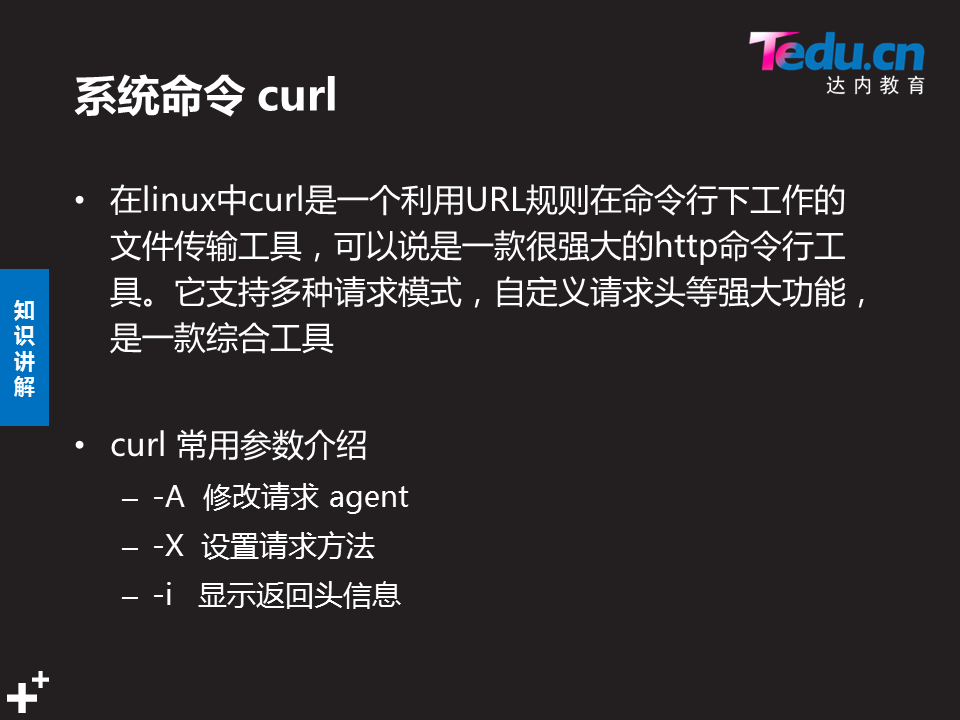 Tedu.cn
达内教育
系统命令 curl
• 在linux中curl是一个利用URL规则在命令行下工作的
文件传输工具，可以说是一款很强大的http命令行工
具。它支持多种请求模式，自定义请求头等强大功能，
是一款综合工具
知
识
讲
解
• curl 常用参数介绍
– -A 修改请求 agent
– -X 设置请求方法
– -i 显示返回头信息